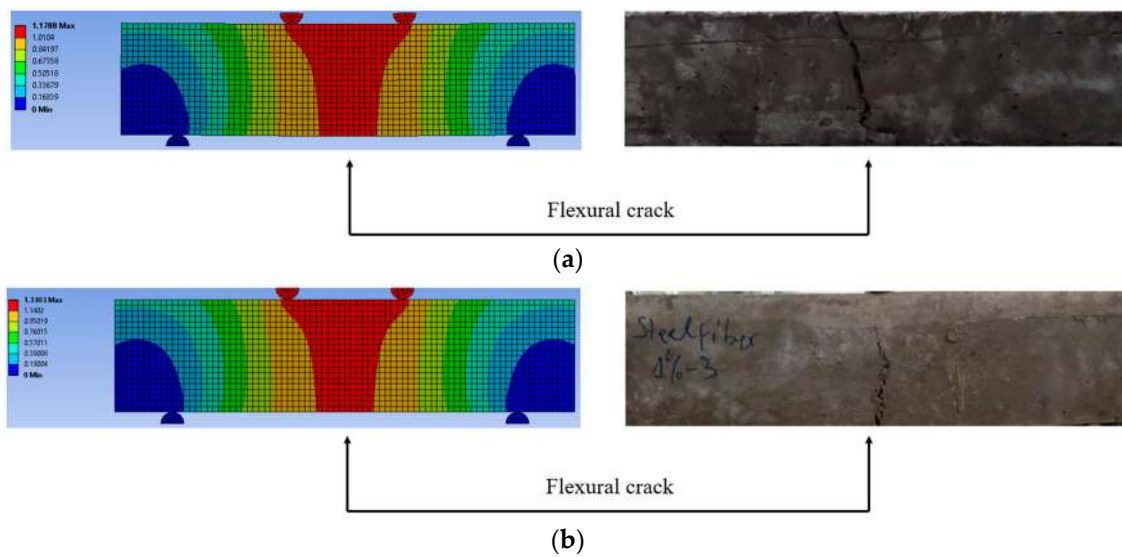 1.1788 Max
1.0104
0.84197
0.67358
0.50518
0.33679
0.16839
0 Min
Flexural crack
(a)
1.3303 Max
1.1402
0.95019
0.76015
0.57011
0.19004
0 Min
Steel fiber
1%-3
Flexural crack
(b)